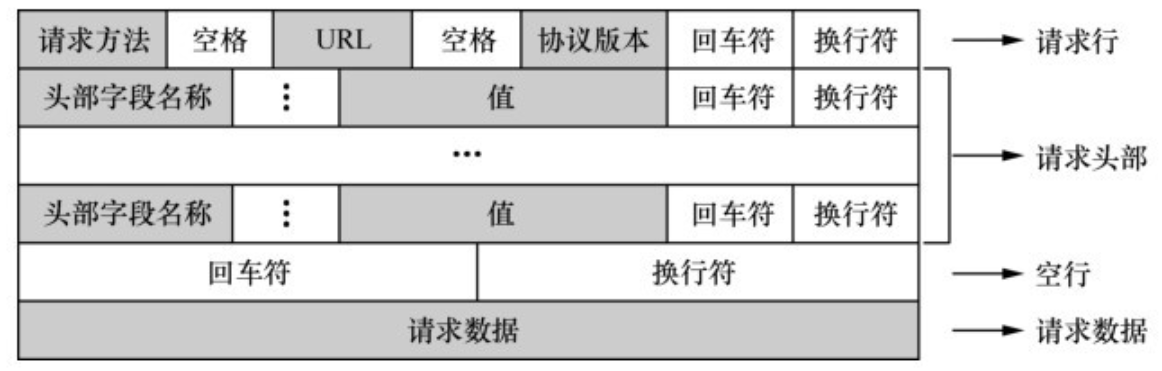 请求方法 空格 URL 空格 协议版本 回车符 换行符 请求行
头部字段名称 ⋮ 值 回车符 换行符
… 请求头部
头部字段名称 ⋮ 值 回车符 换行符
回车符 换行符 空行
请求数据 请求数据